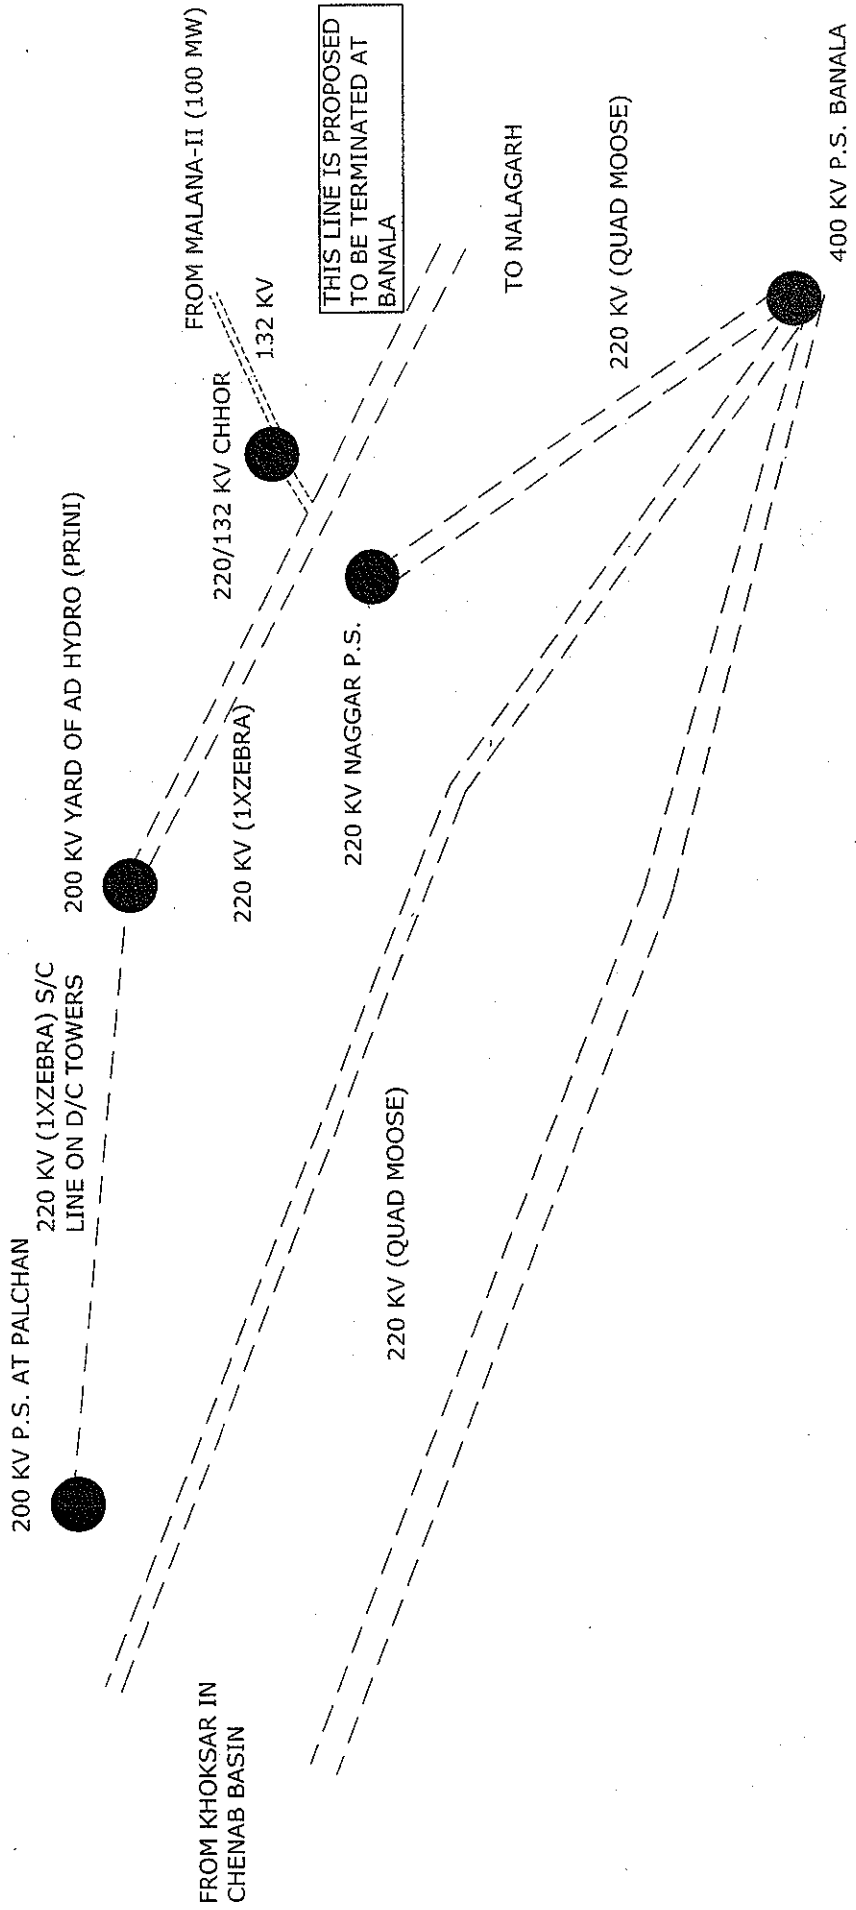 200 KV P.S. AT PALCHAN
220 KV (1XZEBRA) S/C
LINE ON D/C TOWERS
200 KV YARD OF AD HYDRO (PRINI)
FROM MALANA-II (100 MW)
132 KV
220/132 KV CHHOR
THIS LINE IS PROPOSED
TO BE TERMINATED AT
BANALA
220 KV (1XZEBRA)
TO NALAGARH
220 KV NAGGAR P.S.
220 KV (QUAD MOOSE)
FROM KHOKSAR IN
CHENAB BASIN
220 KV (QUAD MOOSE)
400 KV P.S. BANALA